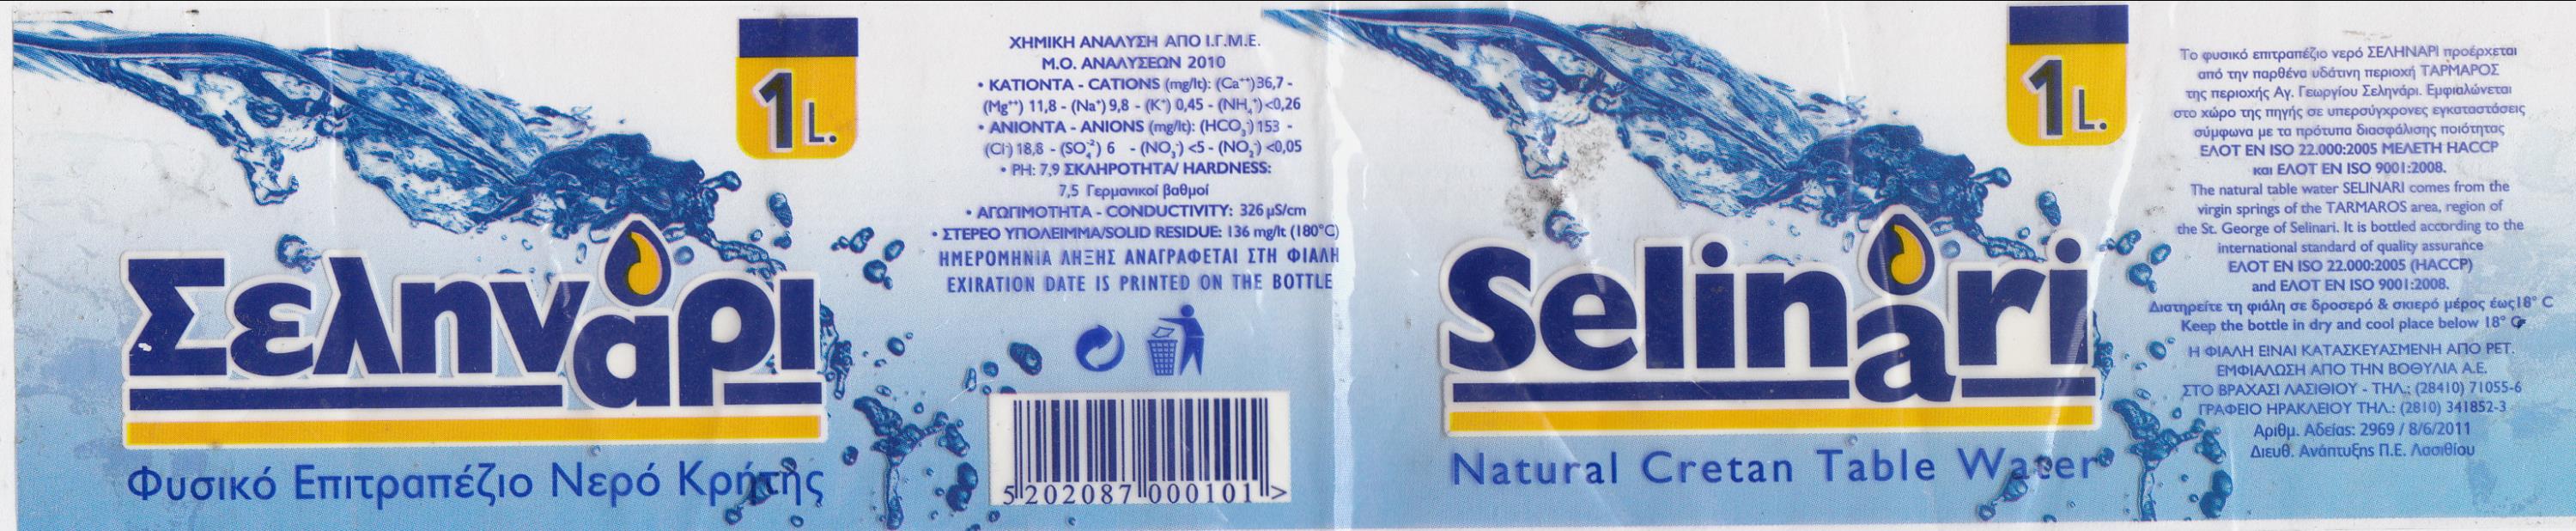 1L.
Σεληνάρι
Φυσικό Επιτραπέζιο Νερό Κρήτης
ΧΗΜΙΚΗ ΑΝΑΛΥΣΗ ΑΠΟ Ι.Γ.Μ.Ε.
Μ.Ο. ΑΝΑΛΥΣΕΩΝ 2010
• ΚΑΤΙΟΝΤΑ - CATIONS (mg/lt): (Ca⁺⁺)36,7 -
(Mg⁺⁺) 11,8 - (Na⁺) 9,8 - (K⁺) 0,45 - (NH₄⁺)<0,26
• ΑΝΙΟΝΤΑ - ANIONS (mg/lt): (HCO₃⁻) 153 -
(Cl⁻) 18,8 - (SO₄²⁻) 6 - (NO₃⁻) <5 - (NO₂⁻) <0,05
• PH: 7,9 ΣΚΛΗΡΟΤΗΤΑ/ HARDNESS:
7,5 Γερμανικοί βαθμοί
• ΑΓΩΓΙΜΟΤΗΤΑ - CONDUCTIVITY: 326 μS/cm
• ΣΤΕΡΕΟ ΥΠΟΛΕΙΜΜΑ/SOLID RESIDUE: 136 mg/lt (180°C)
ΗΜΕΡΟΜΗΝΙΑ ΛΗΞΗΣ ΑΝΑΓΡΑΦΕΤΑΙ ΣΤΗ ΦΙΑΛΗ
EXIRATION DATE IS PRINTED ON THE BOTTLE
5 202087 000101 >
1L.
Selinari
Natural Cretan Table Water
Το φυσικό επιτραπέζιο νερό ΣΕΛΗΝΑΡΙ προέρχεται
από την παρθένα υδάτινη περιοχή ΤΑΡΜΑΡΟΣ
της περιοχής Αγ. Γεωργίου Σεληνάρι. Εμφιαλώνεται
στο χώρο της πηγής σε υπερσύγχρονες εγκαταστάσεις
σύμφωνα με τα πρότυπα διασφάλισης ποιότητας
ΕΛΟΤ EN ISO 22.000:2005 ΜΕΛΕΤΗ HACCP
και ΕΛΟΤ EN ISO 9001:2008.
The natural table water SELINARI comes from the
virgin springs of the TARMAROS area, region of
the St. George of Selinari. It is bottled according to the
international standard of quality assurance
ΕΛΟΤ EN ISO 22.000:2005 (HACCP)
and ΕΛΟΤ EN ISO 9001:2008.
Διατηρείτε τη φιάλη σε δροσερό & σκιερό μέρος έως18° C
Keep the bottle in dry and cool place below 18° C
Η ΦΙΑΛΗ ΕΙΝΑΙ ΚΑΤΑΣΚΕΥΑΣΜΕΝΗ ΑΠΟ PET.
ΕΜΦΙΑΛΩΣΗ ΑΠΟ ΤΗΝ ΒΟΘΥΛΙΑ Α.Ε.
ΣΤΟ ΒΡΑΧΑΣΙ ΛΑΣΙΘΙΟΥ - ΤΗΛ.: (28410) 71055-6
ΓΡΑΦΕΙΟ ΗΡΑΚΛΕΙΟΥ ΤΗΛ.: (2810) 341852-3
Αριθμ. Αδείας: 2969 / 8/6/2011
Διευθ. Ανάπτυξης Π.Ε. Λασιθίου